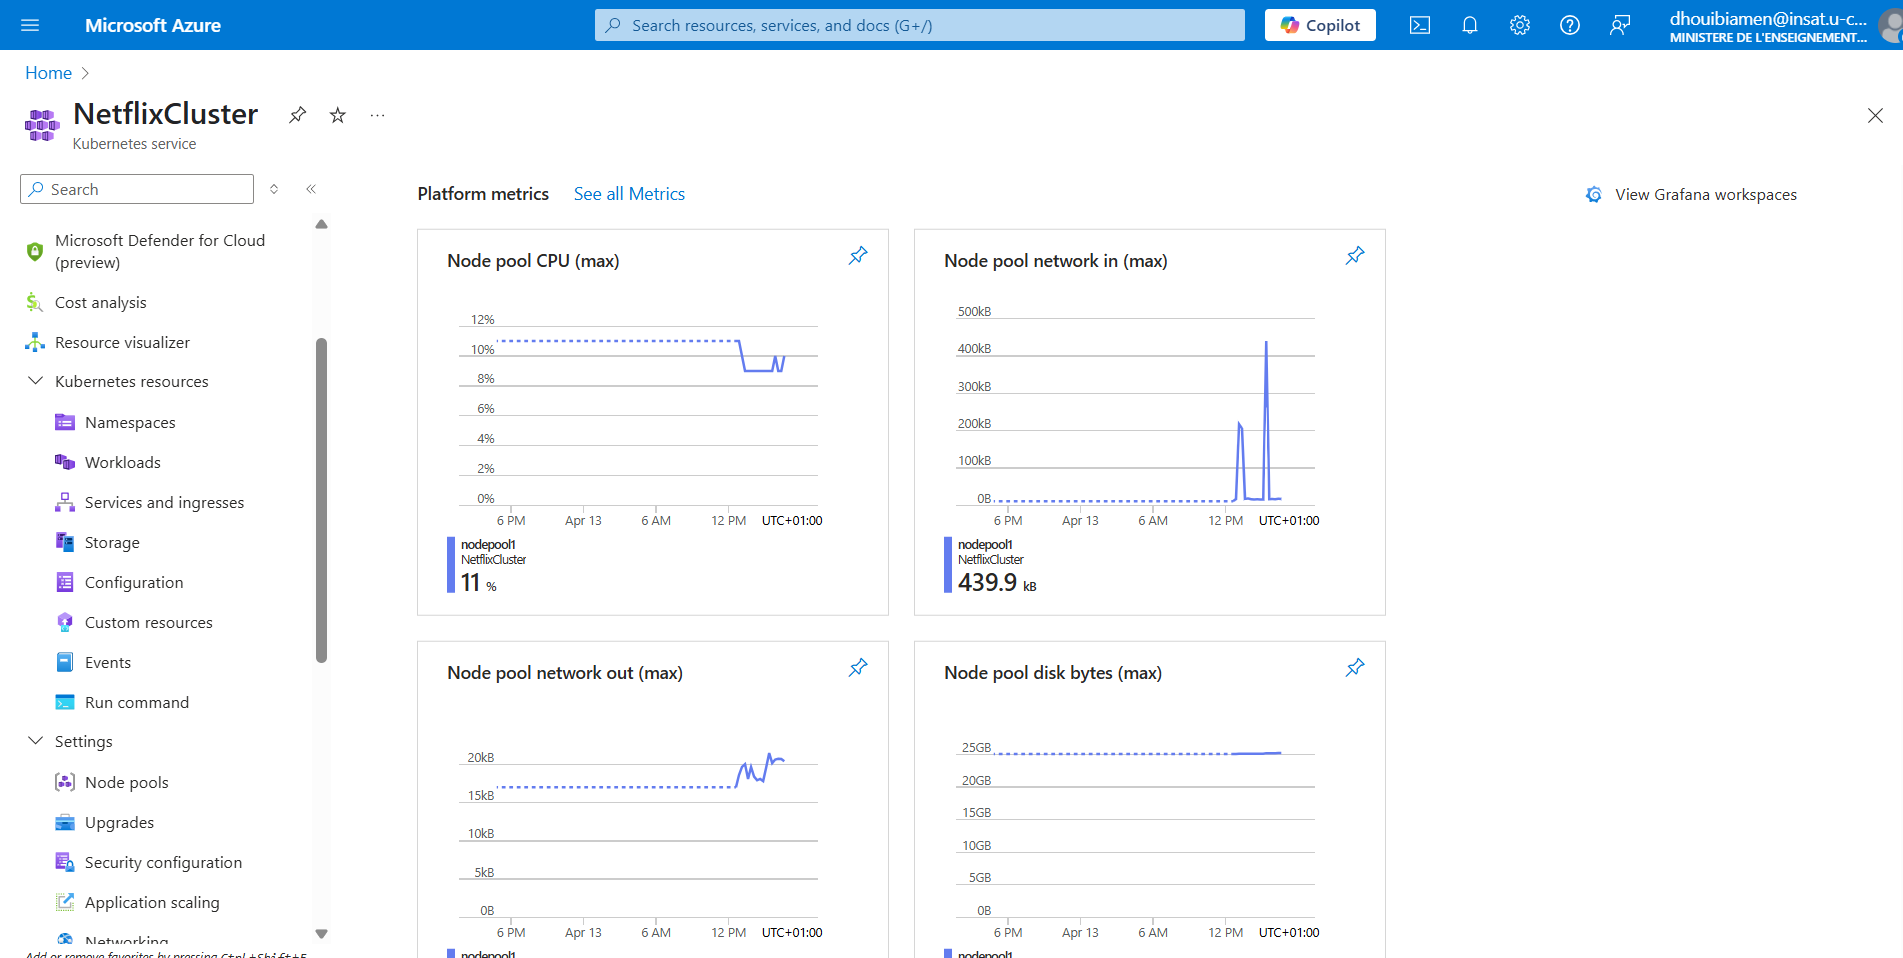 Microsoft Azure
Search resources, services, and docs (G+/)
Copilot
dhouibiamen@insat.u-c...
MINISTERE DE L'ENSEIGNEMENT...
Home
NetflixCluster
Kubernetes service
Search
Microsoft Defender for Cloud
(preview)
Cost analysis
Resource visualizer
Kubernetes resources
Namespaces
Workloads
Services and ingresses
Storage
Configuration
Custom resources
Events
Run command
Settings
Node pools
Upgrades
Security configuration
Application scaling
Networking
Add or remove favorites by pressing Ctrl+Shift+F
Platform metrics
See all Metrics
View Grafana workspaces
Node pool CPU (max)
12%
10%
8%
6%
4%
2%
0%
6 PM Apr 13 6 AM 12 PM UTC+01:00
nodepool1
NetflixCluster
11 %
Node pool network in (max)
500kB
400kB
300kB
200kB
100kB
0B
6 PM Apr 13 6 AM 12 PM UTC+01:00
nodepool1
NetflixCluster
439.9 kB
Node pool network out (max)
20kB
15kB
10kB
5kB
0B
6 PM Apr 13 6 AM 12 PM UTC+01:00
nodepool1
Node pool disk bytes (max)
25GB
20GB
15GB
10GB
5GB
0B
6 PM Apr 13 6 AM 12 PM UTC+01:00
nodepool1